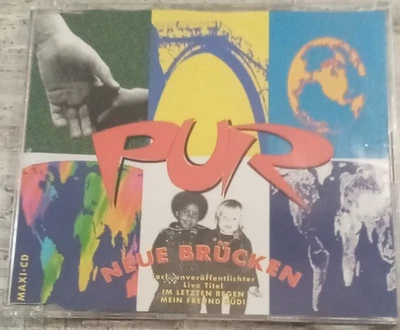 PUR
NEUE BRÜCKEN
unveröffentlichter
Live Titel
IM LETZTEN REGEN
MEIN FREUND RÜDI
MAXI-CD